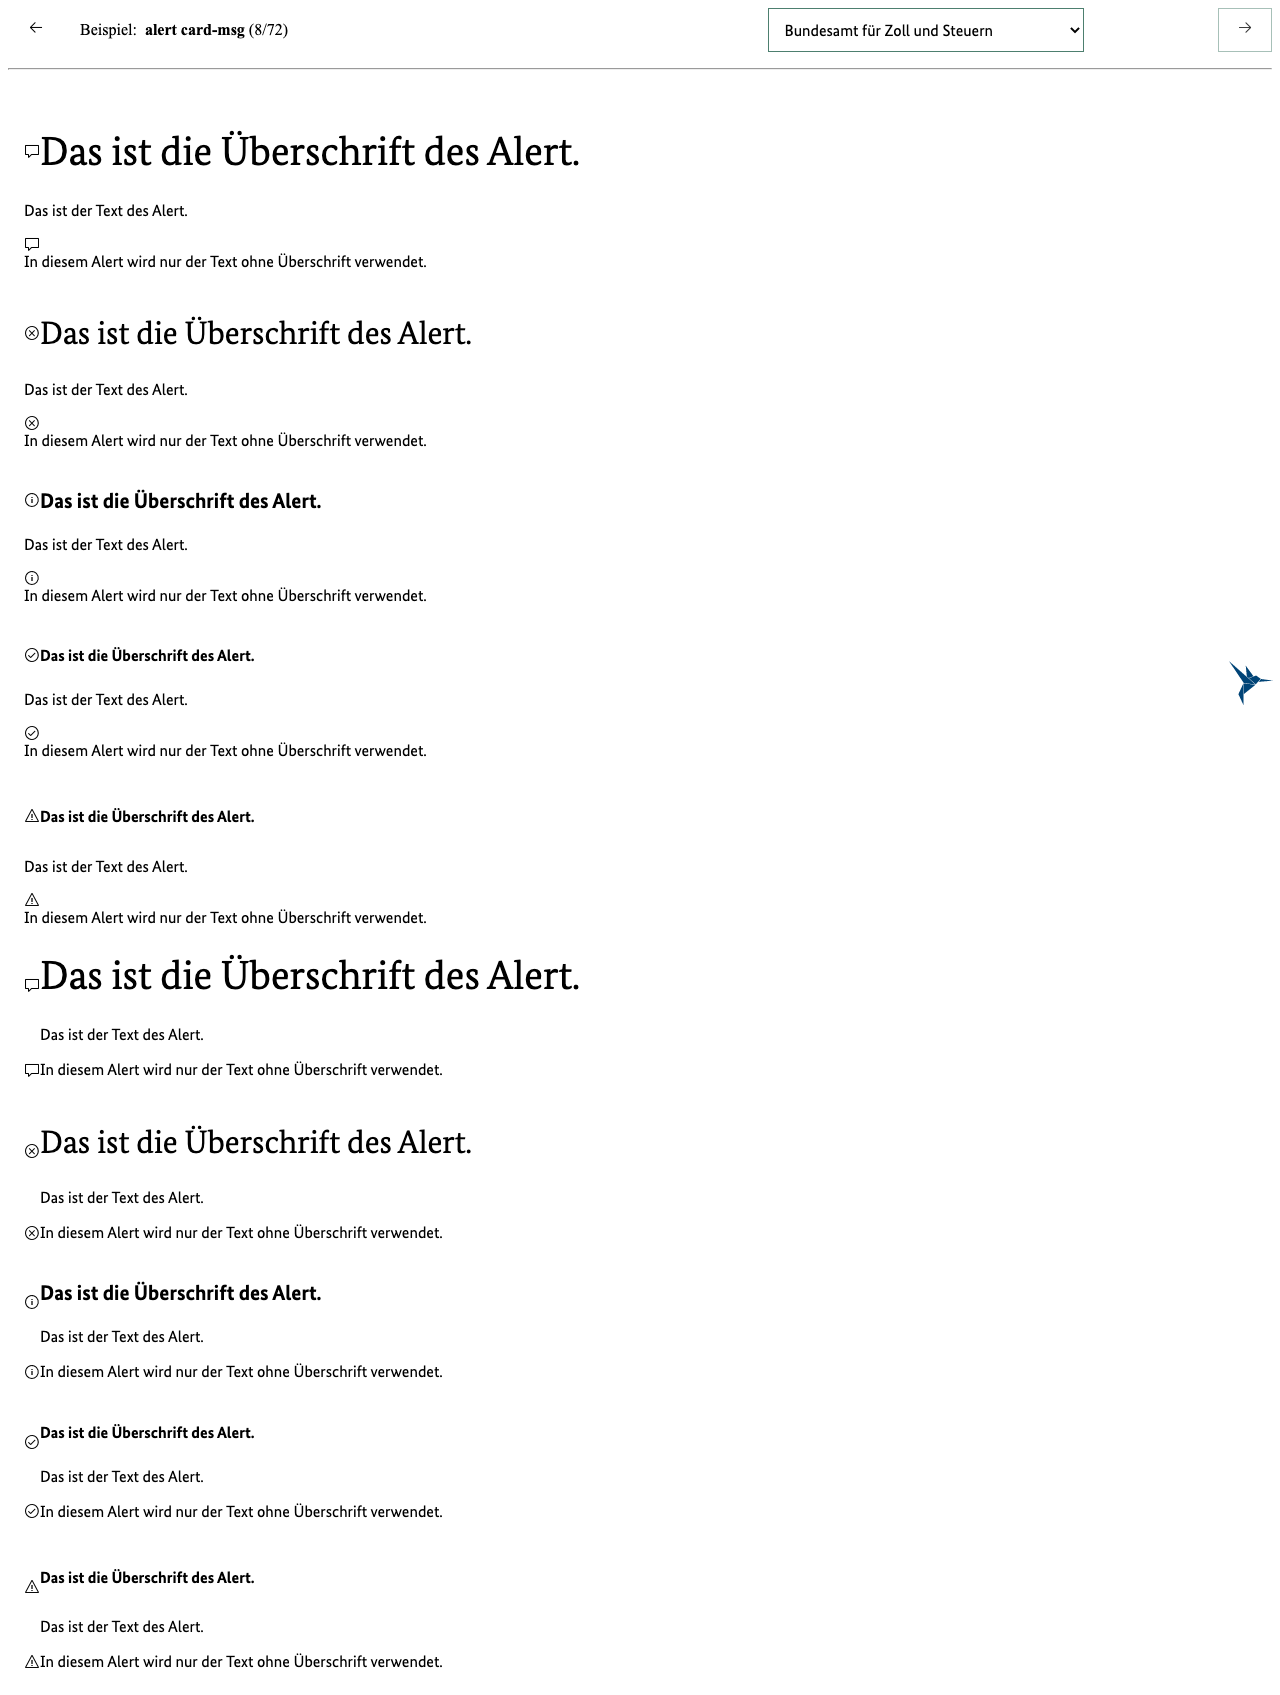 Beispiel: alert card-msg (8/72)
Bundesamt für Zoll und Steuern
Das ist die Überschrift des Alert.
Das ist der Text des Alert.
In diesem Alert wird nur der Text ohne Überschrift verwendet.
Das ist die Überschrift des Alert.
Das ist der Text des Alert.
In diesem Alert wird nur der Text ohne Überschrift verwendet.
Das ist die Überschrift des Alert.
Das ist der Text des Alert.
In diesem Alert wird nur der Text ohne Überschrift verwendet.
Das ist die Überschrift des Alert.
Das ist der Text des Alert.
In diesem Alert wird nur der Text ohne Überschrift verwendet.
Das ist die Überschrift des Alert.
Das ist der Text des Alert.
In diesem Alert wird nur der Text ohne Überschrift verwendet.
Das ist die Überschrift des Alert.
Das ist der Text des Alert.
In diesem Alert wird nur der Text ohne Überschrift verwendet.
Das ist die Überschrift des Alert.
Das ist der Text des Alert.
In diesem Alert wird nur der Text ohne Überschrift verwendet.
Das ist die Überschrift des Alert.
Das ist der Text des Alert.
In diesem Alert wird nur der Text ohne Überschrift verwendet.
Das ist die Überschrift des Alert.
Das ist der Text des Alert.
In diesem Alert wird nur der Text ohne Überschrift verwendet.
Das ist die Überschrift des Alert.
Das ist der Text des Alert.
In diesem Alert wird nur der Text ohne Überschrift verwendet.